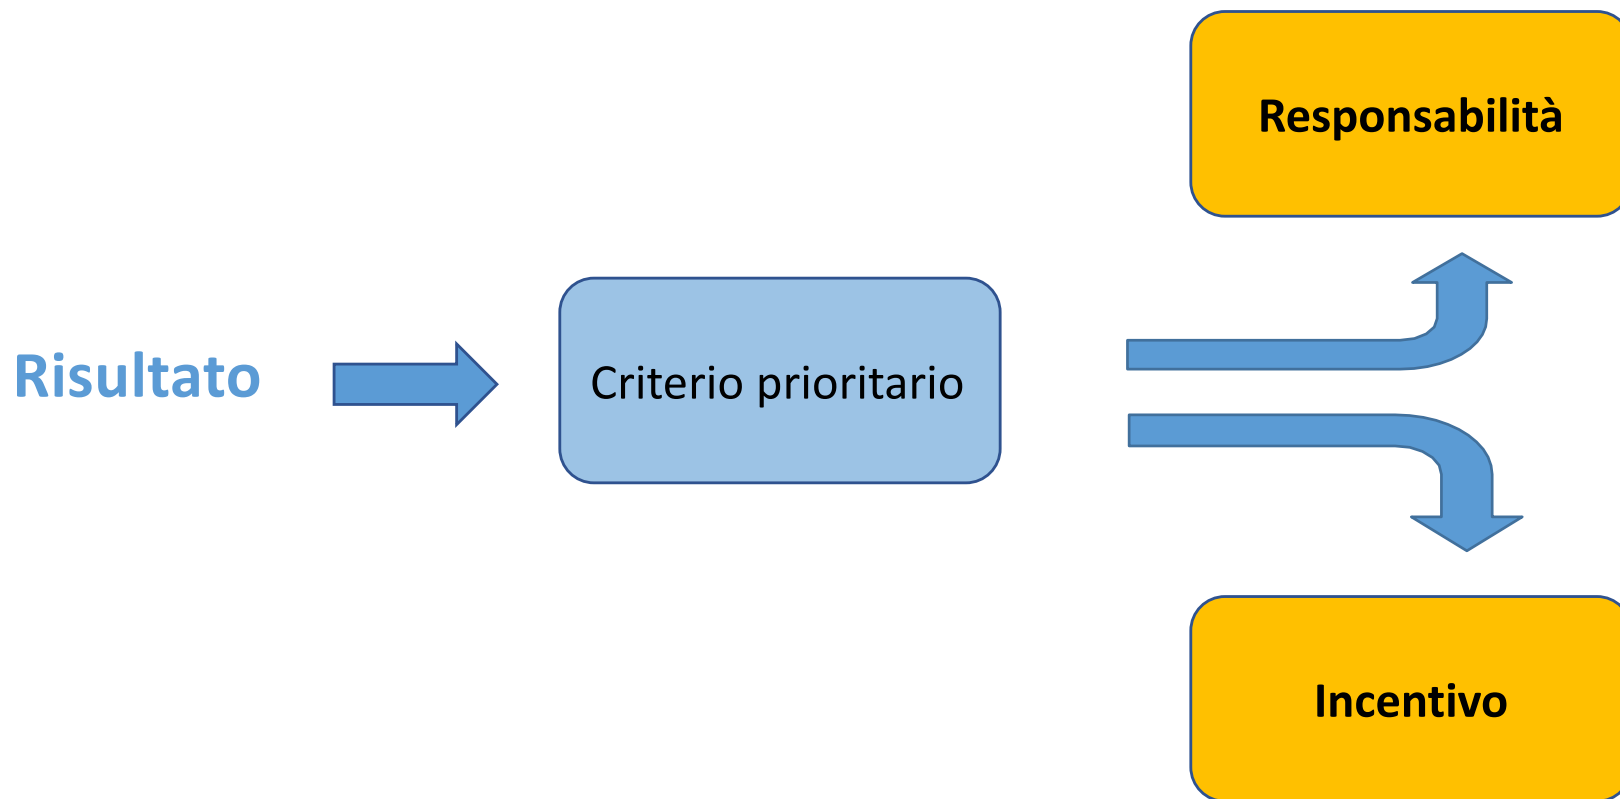 Responsabilità
Risultato
Criterio prioritario
Incentivo